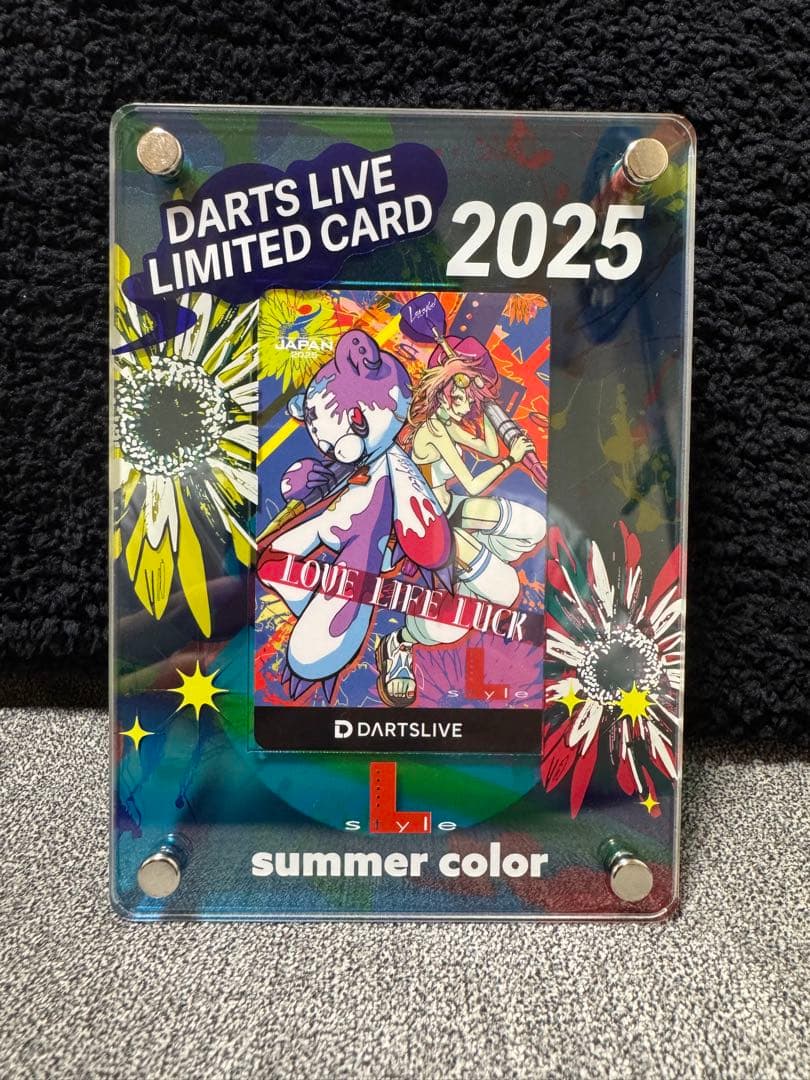 DARTS LIVE
LIMITED CARD
2025
JAPAN
2025
LOVE LIFE LUCK
L style
DARTSLIVE
L style
summer color